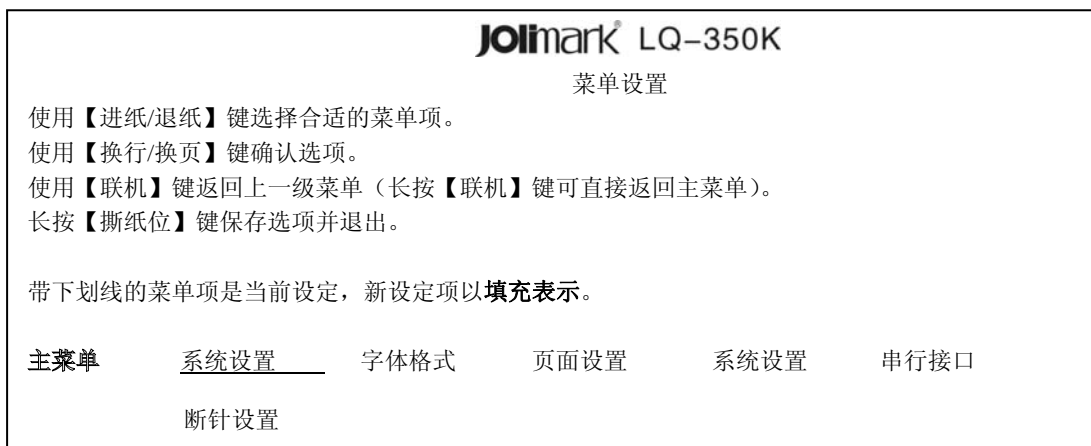 Jolimark® LQ-350K
菜单设置
使用【进纸/退纸】键选择合适的菜单项。
使用【换行/换页】键确认选项。
使用【联机】键返回上一级菜单（长按【联机】键可直接返回主菜单）。
长按【撕纸位】键保存选项并退出。
带下划线的菜单项是当前设定，新设定项以填充表示。
主菜单 系统设置 字体格式 页面设置 系统设置 串行接口
断针设置